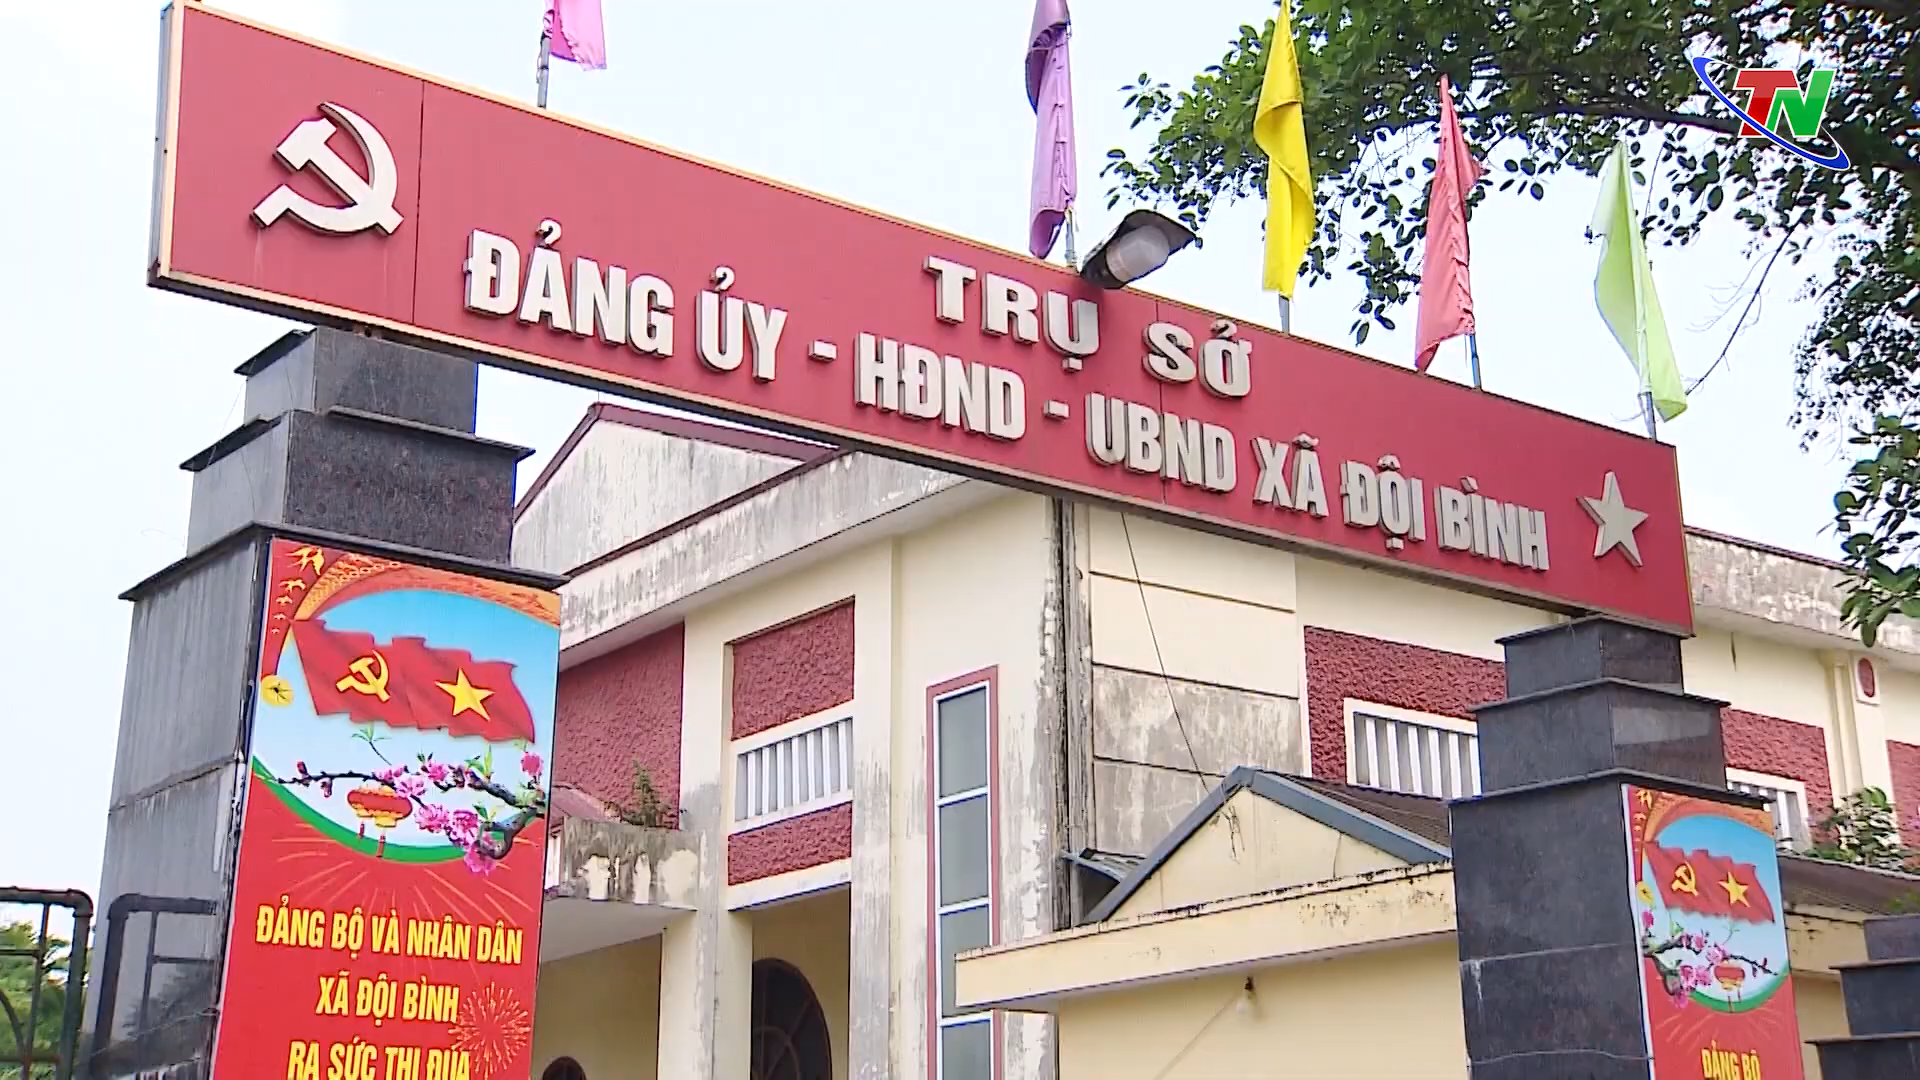 TN
TRỤ SỞ
ĐẢNG ỦY - HĐND - UBND XÃ ĐỘI BÌNH
ĐẢNG BỘ VÀ NHÂN DÂN
XÃ ĐỘI BÌNH
RA SỨC THI ĐUA
ĐẢNG BỘ